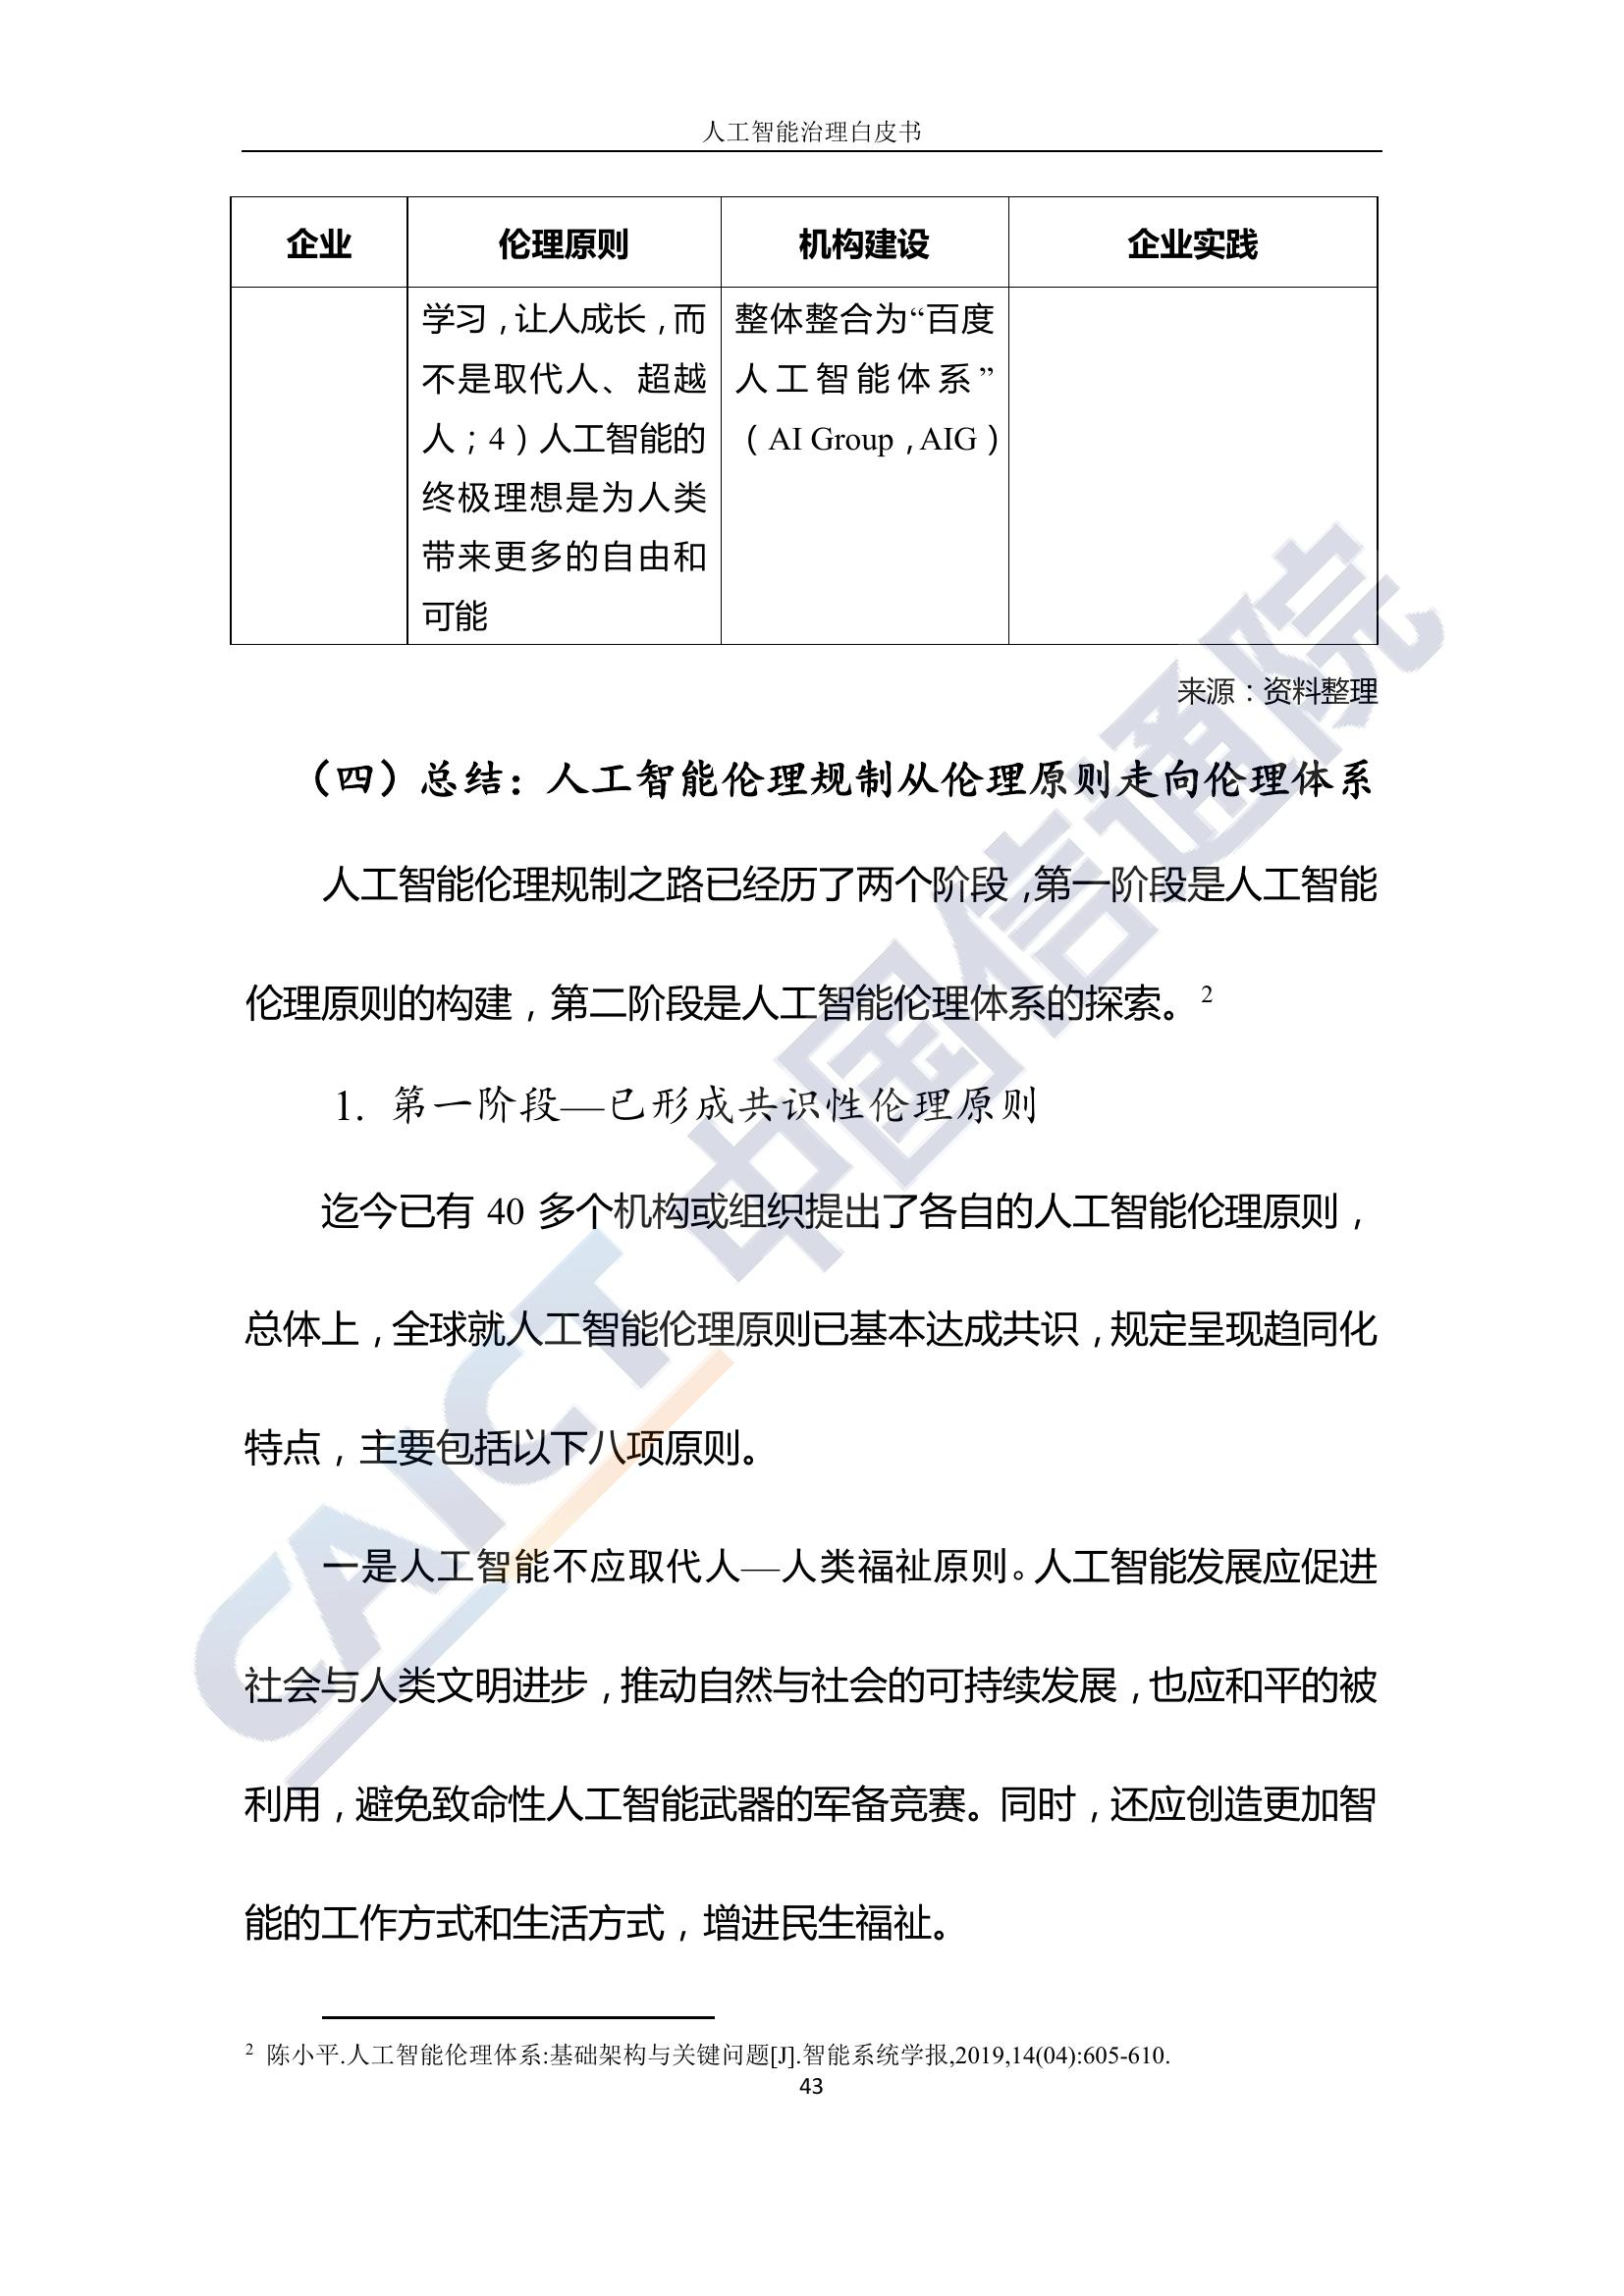 人工智能治理白皮书
企业 伦理原则 机构建设 企业实践
学习，让人成长，而
不是取代人、超越
人；4）人工智能的
终极理想是为人类
带来更多的自由和
可能
整体整合为“百度
人工智能体系”
（AI Group，AIG）
来源：资料整理
（四）总结：人工智能伦理规制从伦理原则走向伦理体系
人工智能伦理规制之路已经历了两个阶段，第一阶段是人工智能
伦理原则的构建，第二阶段是人工智能伦理体系的探索。2
1. 第一阶段—已形成共识性伦理原则
迄今已有 40 多个机构或组织提出了各自的人工智能伦理原则，
总体上，全球就人工智能伦理原则已基本达成共识，规定呈现趋同化
特点，主要包括以下八项原则。
一是人工智能不应取代人—人类福祉原则。人工智能发展应促进
社会与人类文明进步，推动自然与社会的可持续发展，也应和平的被
利用，避免致命性人工智能武器的军备竞赛。同时，还应创造更加智
能的工作方式和生活方式，增进民生福祉。
2 陈小平.人工智能伦理体系:基础架构与关键问题[J].智能系统学报,2019,14(04):605-610.
43
CAICT 中国信通院